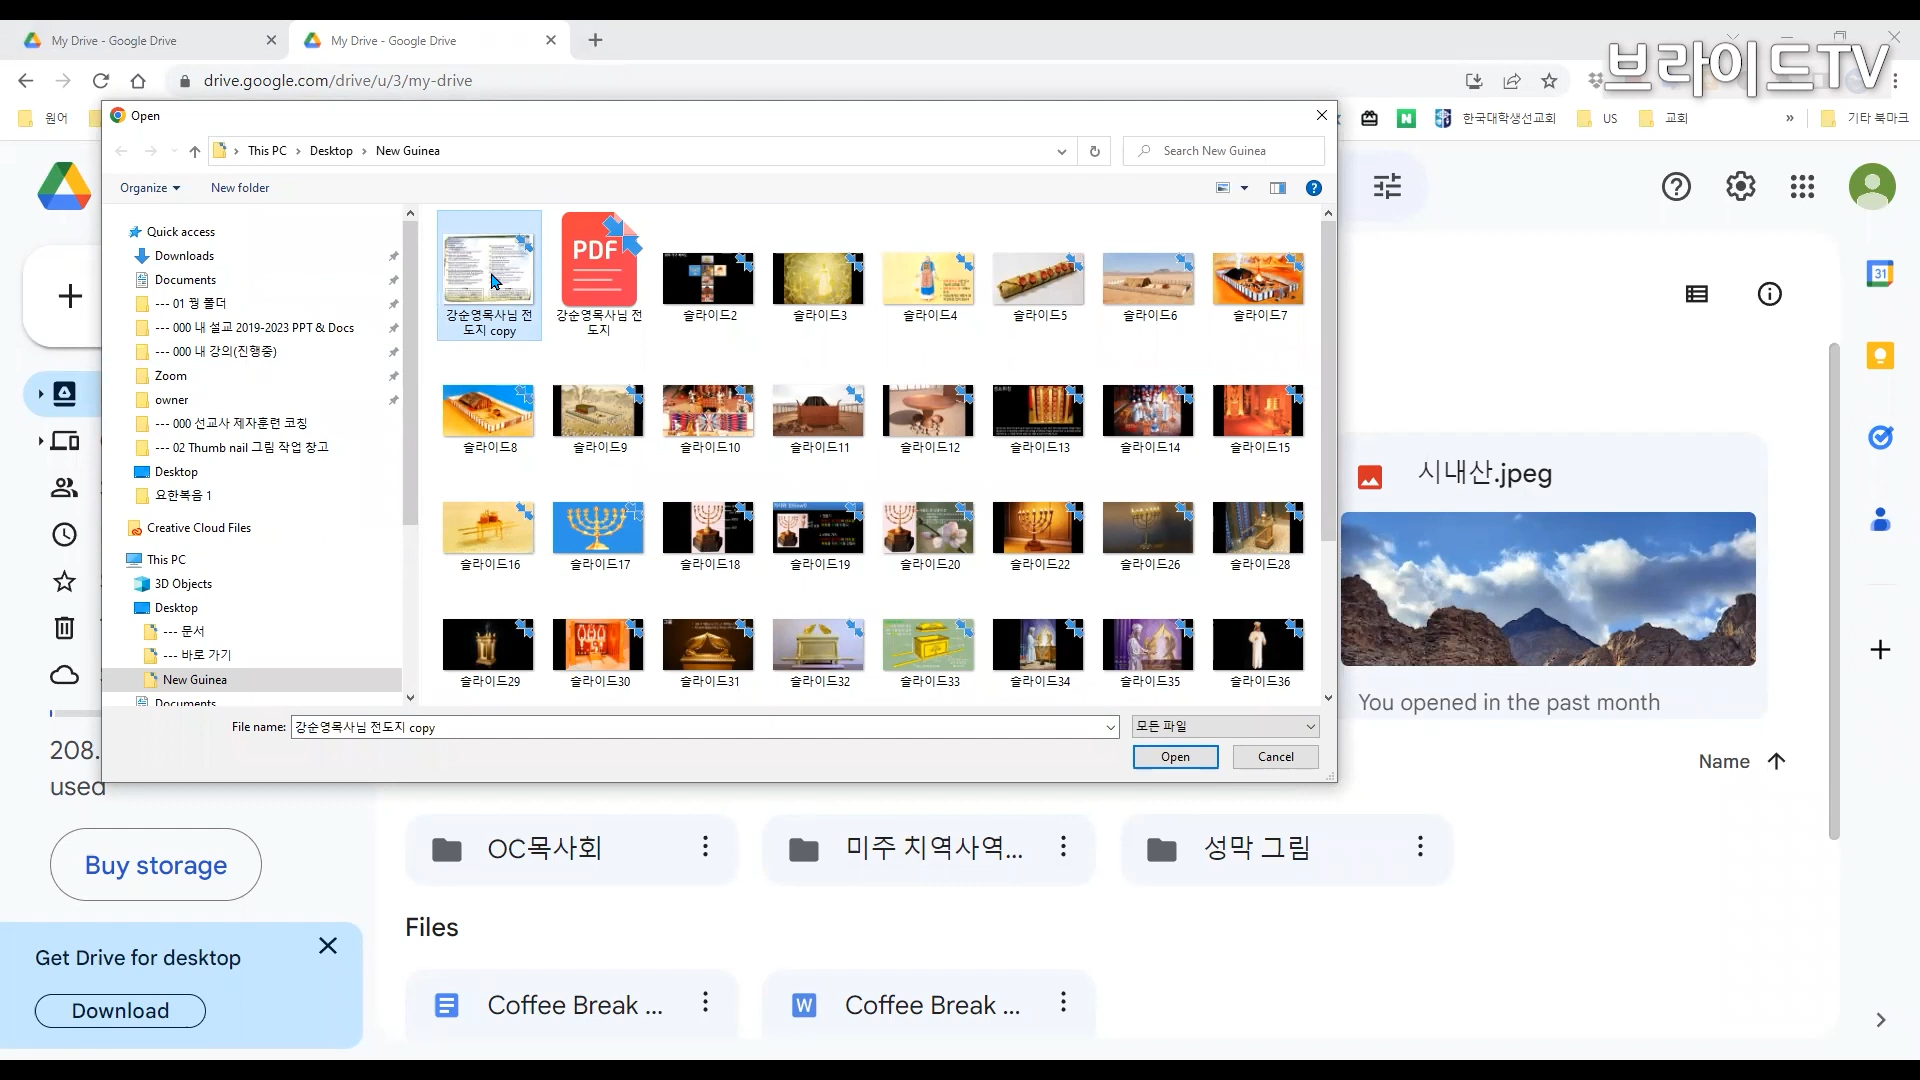 My Drive - Google Drive
My Drive - Google Drive
브라이드TV
drive.google.com/drive/u/3/my-drive
원어
한국대학생선교회
US
교회
»
기타 북마크
Open
This PC > Desktop > New Guinea
Search New Guinea
Organize
New folder
Quick access
Downloads
Documents
--- 01 꿩 폴더
--- 000 내 설교 2019-2023 PPT & Docs
--- 000 내 강의(진행중)
Zoom
owner
--- 000 선교사 제자훈련 코칭
--- 02 Thumb nail 그림 작업 창고
Desktop
요한복음 1
Creative Cloud Files
This PC
3D Objects
Desktop
--- 문서
--- 바로 가기
New Guinea
Documents
PDF
강순영목사님 전도지 copy
강순영목사님 전도지
슬라이드2
슬라이드3
슬라이드4
슬라이드5
슬라이드6
슬라이드7
슬라이드8
슬라이드9
슬라이드10
슬라이드11
슬라이드12
슬라이드13
슬라이드14
슬라이드15
슬라이드16
슬라이드17
슬라이드18
슬라이드19
슬라이드20
슬라이드22
슬라이드26
슬라이드28
슬라이드29
슬라이드30
슬라이드31
슬라이드32
슬라이드33
슬라이드34
슬라이드35
슬라이드36
File name: 강순영목사님 전도지 copy
모든 파일
Open
Cancel
31
시내산.jpeg
You opened in the past month
Name
208.
used
Buy storage
OC목사회
미주 치역사역...
성막 그림
Files
Get Drive for desktop
Download
Coffee Break ...
W
Coffee Break ...